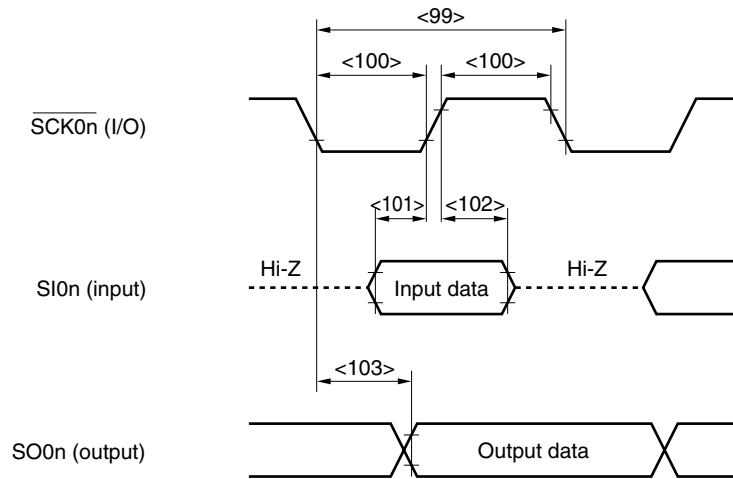 <99>
<100> <100>
SCK0n (I/O)
<101> <102>
Hi-Z Hi-Z
SI0n (input) Input data
<103>
SO0n (output) Output data